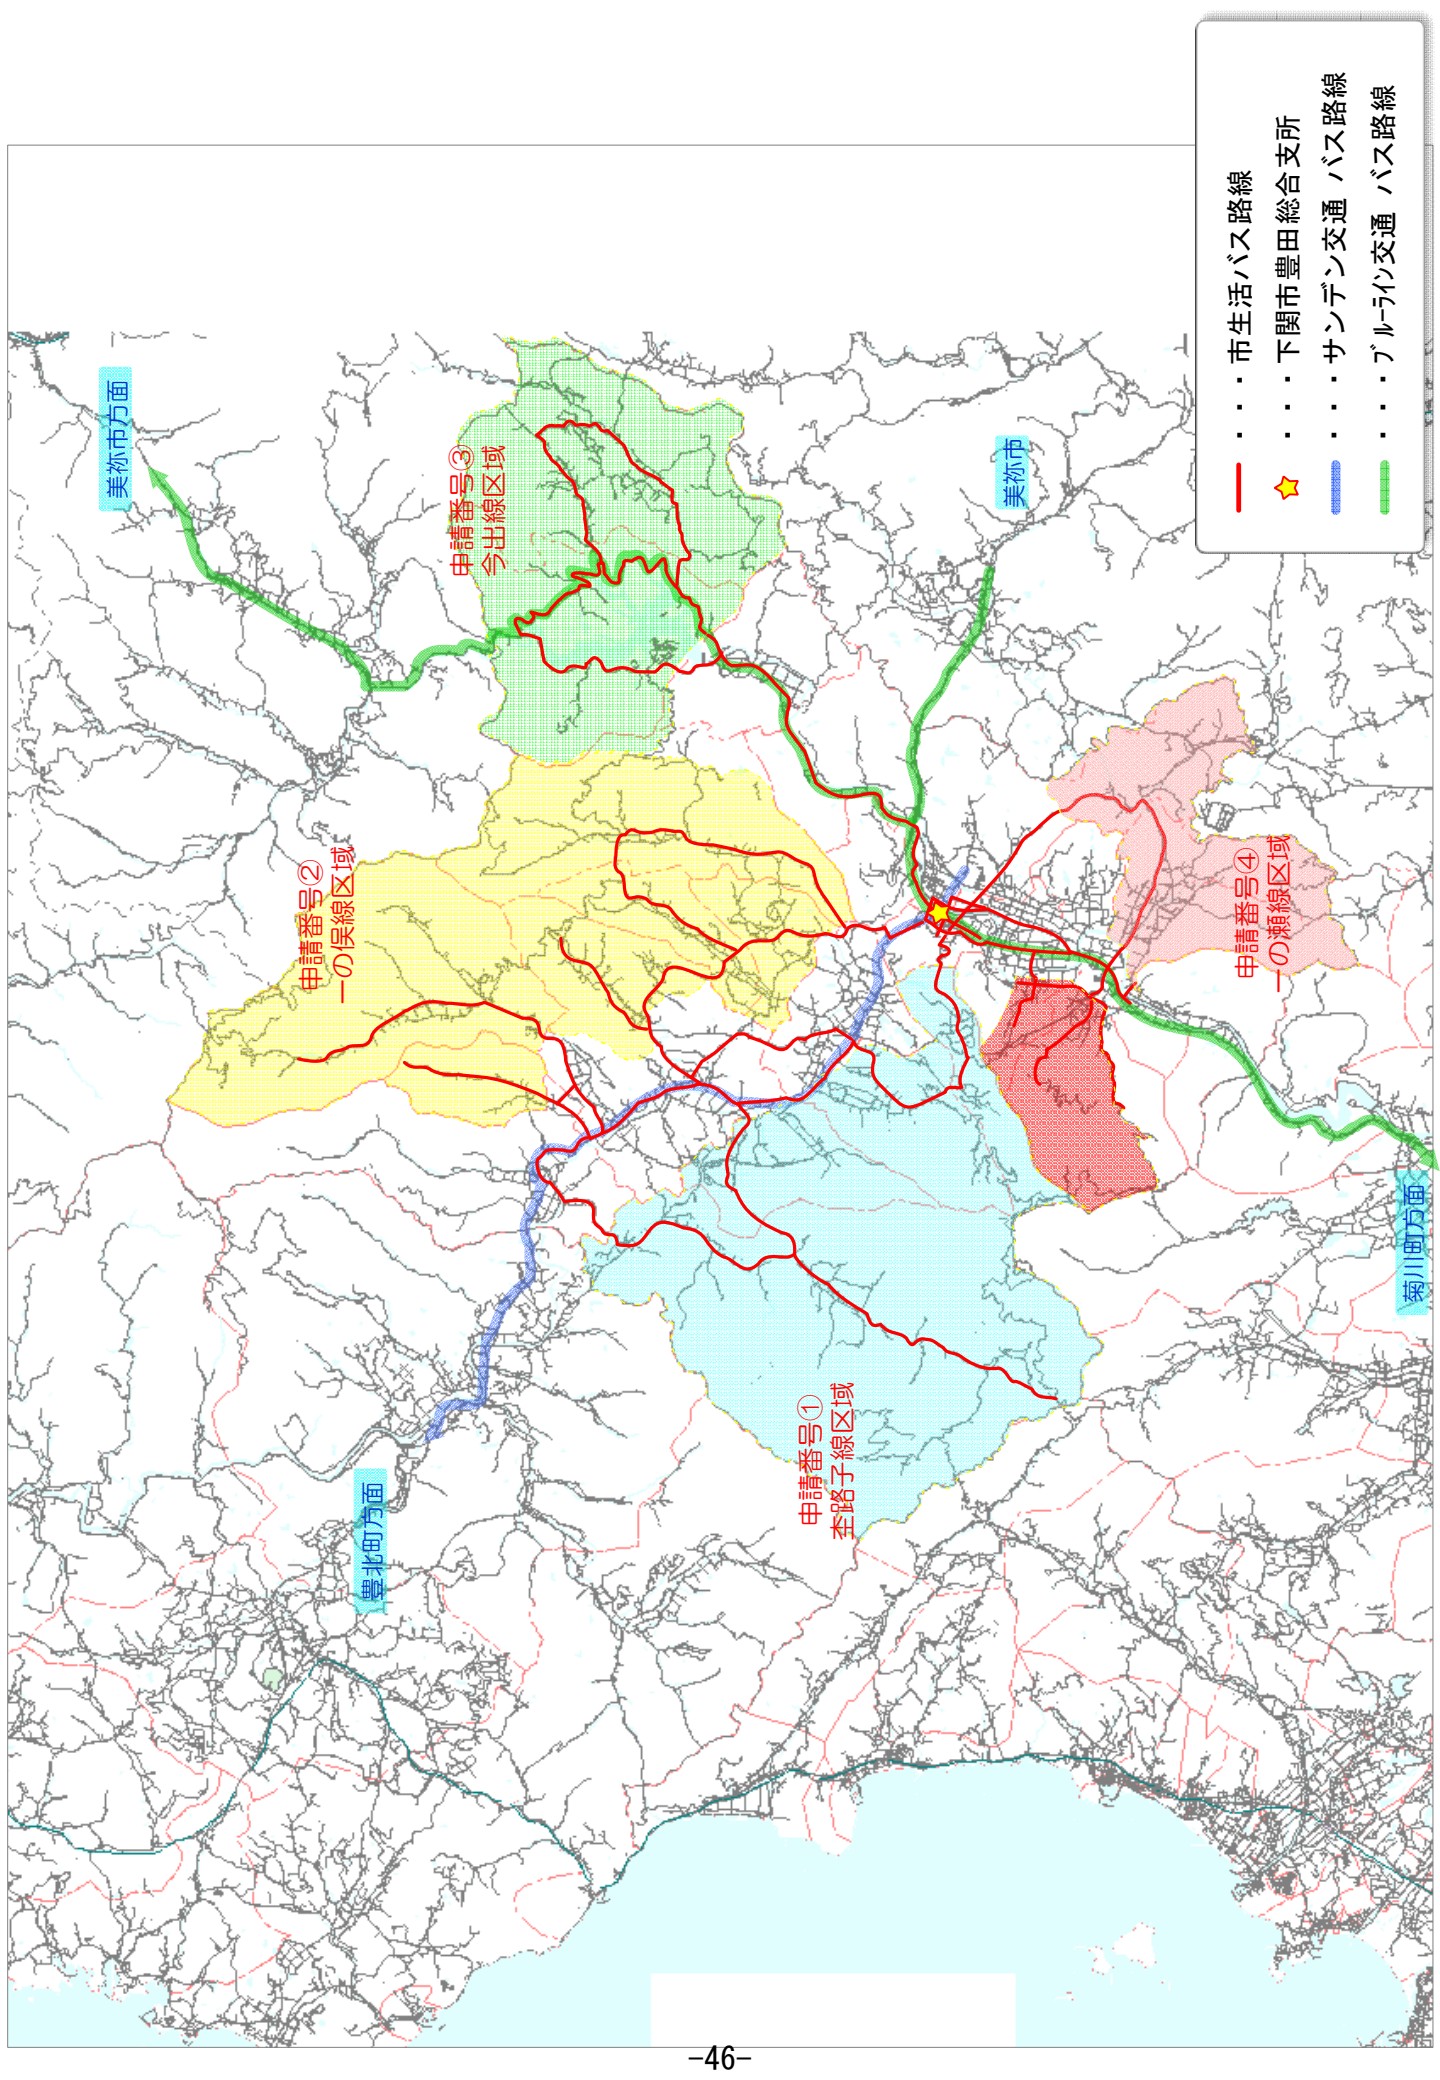 ・・・市生活バス路線
・・・下関市豊田総合支所
・・・サンデン交通 バス路線
・・・ブルーライン交通 バス路線
美祢市方面
申請番号③
今出線区域
美祢市
申請番号②
一の俣線区域
申請番号④
一の瀬線区域
豊北町方面
申請番号①
杢路子線区域
菊川町方面
-46-